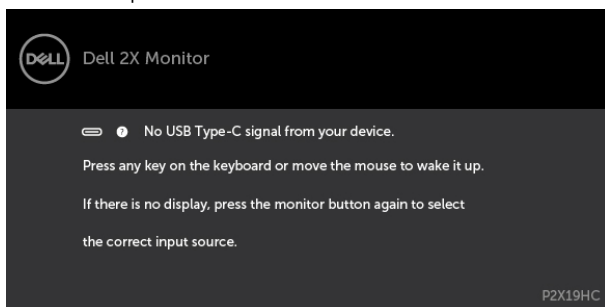 DELL
Dell 2X Monitor
? No USB Type-C signal from your device.
Press any key on the keyboard or move the mouse to wake it up.
If there is no display, press the monitor button again to select
the correct input source.
P2X19HC